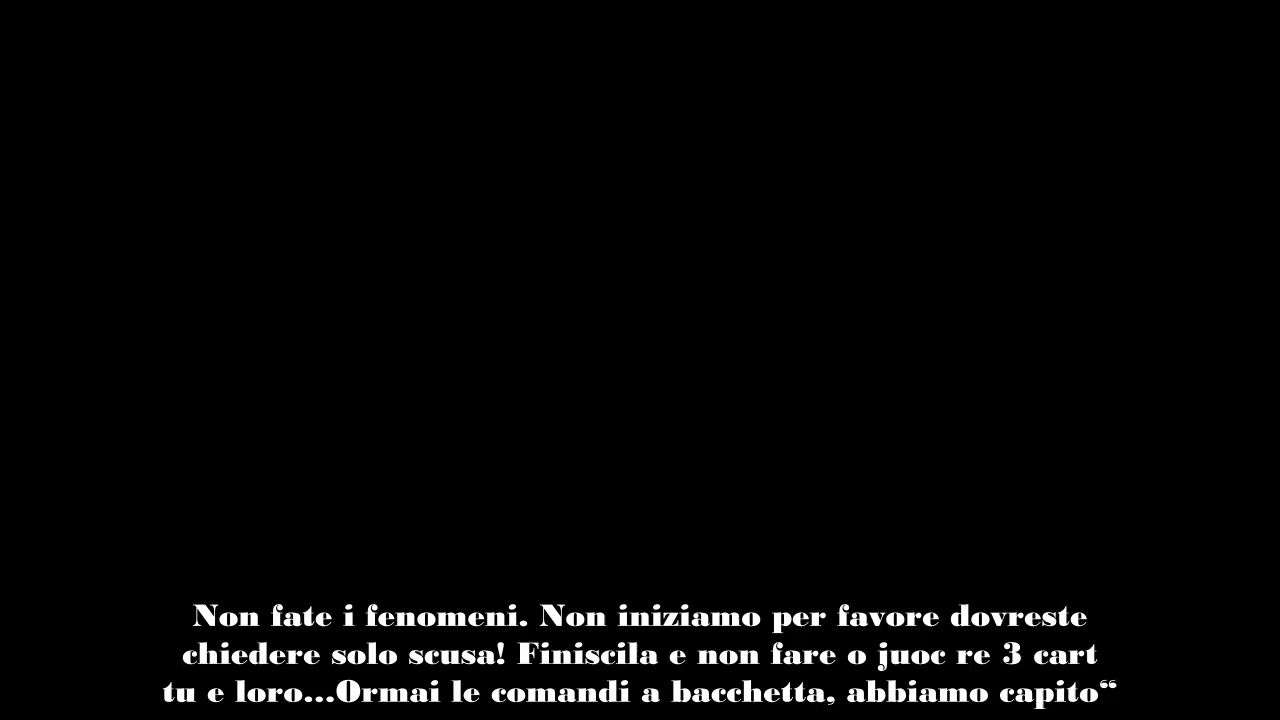 Non fate i fenomeni. Non iniziamo per favore dovreste
chiedere solo scusa! Finiscila e non fare o juoc re 3 cart
tu e loro...Ormai le comandi a bacchetta, abbiamo capito“